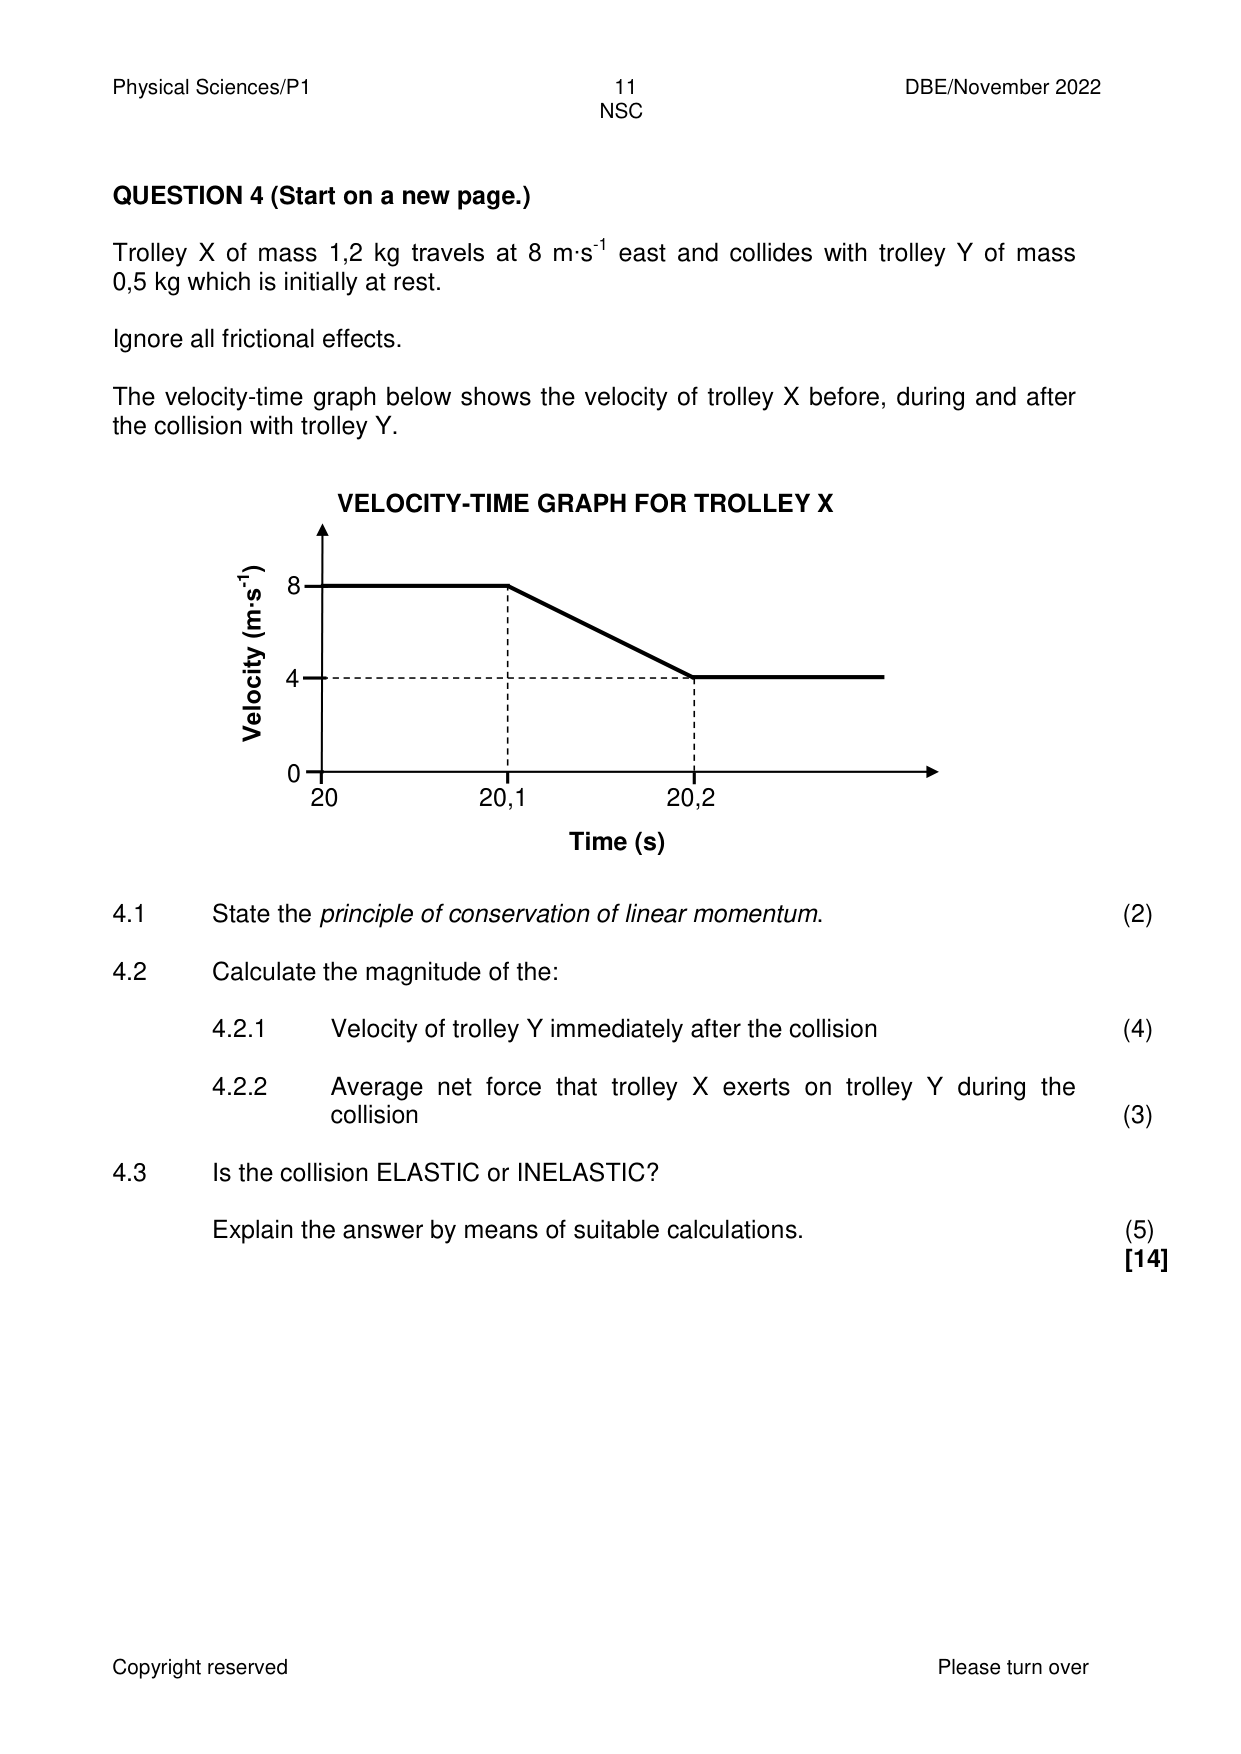 Physical Sciences/P1 11 DBE/November 2022
NSC
QUESTION 4 (Start on a new page.)
Trolley X of mass 1,2 kg travels at 8 m·s⁻¹ east and collides with trolley Y of mass
0,5 kg which is initially at rest.
Ignore all frictional effects.
The velocity-time graph below shows the velocity of trolley X before, during and after
the collision with trolley Y.
VELOCITY-TIME GRAPH FOR TROLLEY X
Velocity (m·s⁻¹)
8
4
0
20 20,1 20,2
Time (s)
4.1 State the principle of conservation of linear momentum. (2)
4.2 Calculate the magnitude of the:
4.2.1 Velocity of trolley Y immediately after the collision (4)
4.2.2 Average net force that trolley X exerts on trolley Y during the
collision (3)
4.3 Is the collision ELASTIC or INELASTIC?
Explain the answer by means of suitable calculations. (5)
[14]
Copyright reserved Please turn over